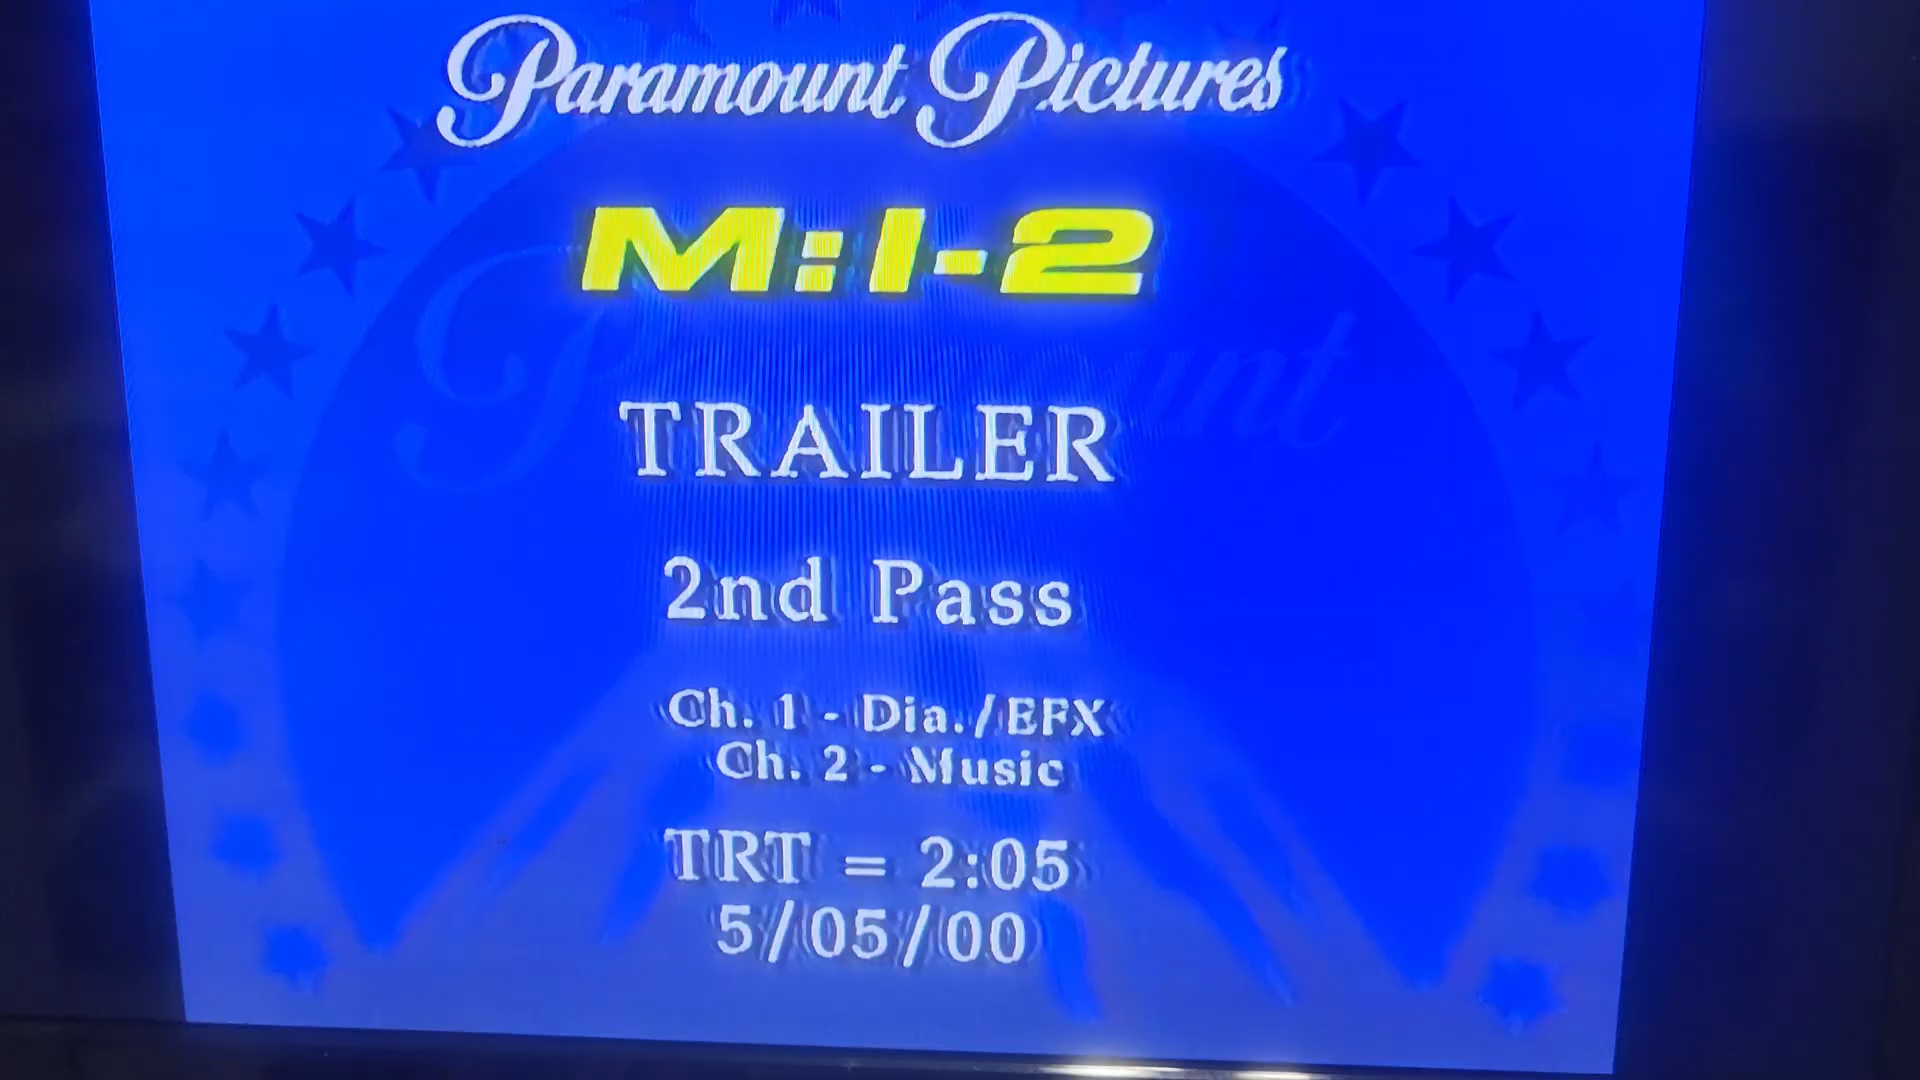 Paramount Pictures
M:I-2
Paramount
TRAILER
2nd Pass
Ch. 1 - Dia./EFX
Ch. 2 - Music
TRT = 2:05
5/05/00